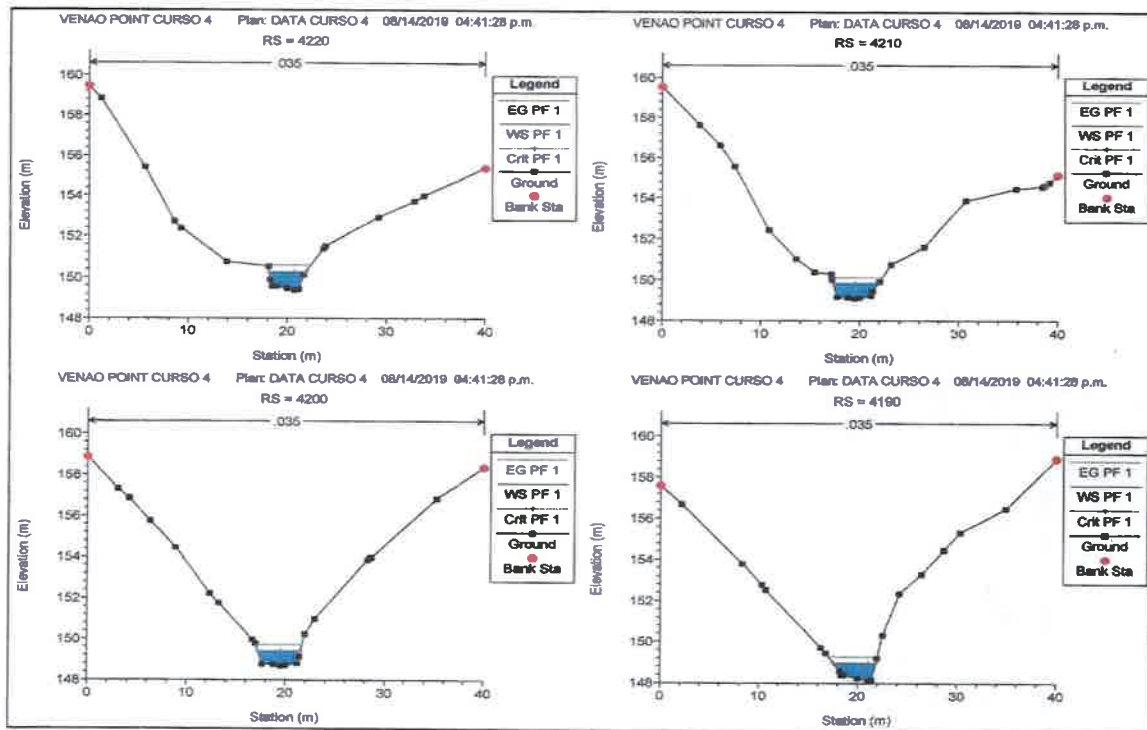 VENAO POINT CURSO 4 Plan: DATA CURSO 4 08/14/2019 04:41:28 p.m.
RS = 4220
.035
Elevation (m)
160
158
156
154
152
150
148
0 10 20 30 40
Station (m)
Legend
EG PF 1
WS PF 1
Crit PF 1
Ground
Bank Sta
VENAO POINT CURSO 4 Plan: DATA CURSO 4 08/14/2019 04:41:28 p.m.
RS = 4210
.035
Elevation (m)
160
158
156
154
152
150
148
0 10 20 30 40
Station (m)
Legend
EG PF 1
WS PF 1
Crit PF 1
Ground
Bank Sta
VENAO POINT CURSO 4 Plan: DATA CURSO 4 08/14/2019 04:41:28 p.m.
RS = 4200
.035
Elevation (m)
160
158
156
154
152
150
148
0 10 20 30 40
Station (m)
Legend
EG PF 1
WS PF 1
Crit PF 1
Ground
Bank Sta
VENAO POINT CURSO 4 Plan: DATA CURSO 4 08/14/2019 04:41:28 p.m.
RS = 4190
.035
Elevation (m)
160
158
156
154
152
150
148
0 10 20 30 40
Station (m)
Legend
EG PF 1
WS PF 1
Crit PF 1
Ground
Bank Sta